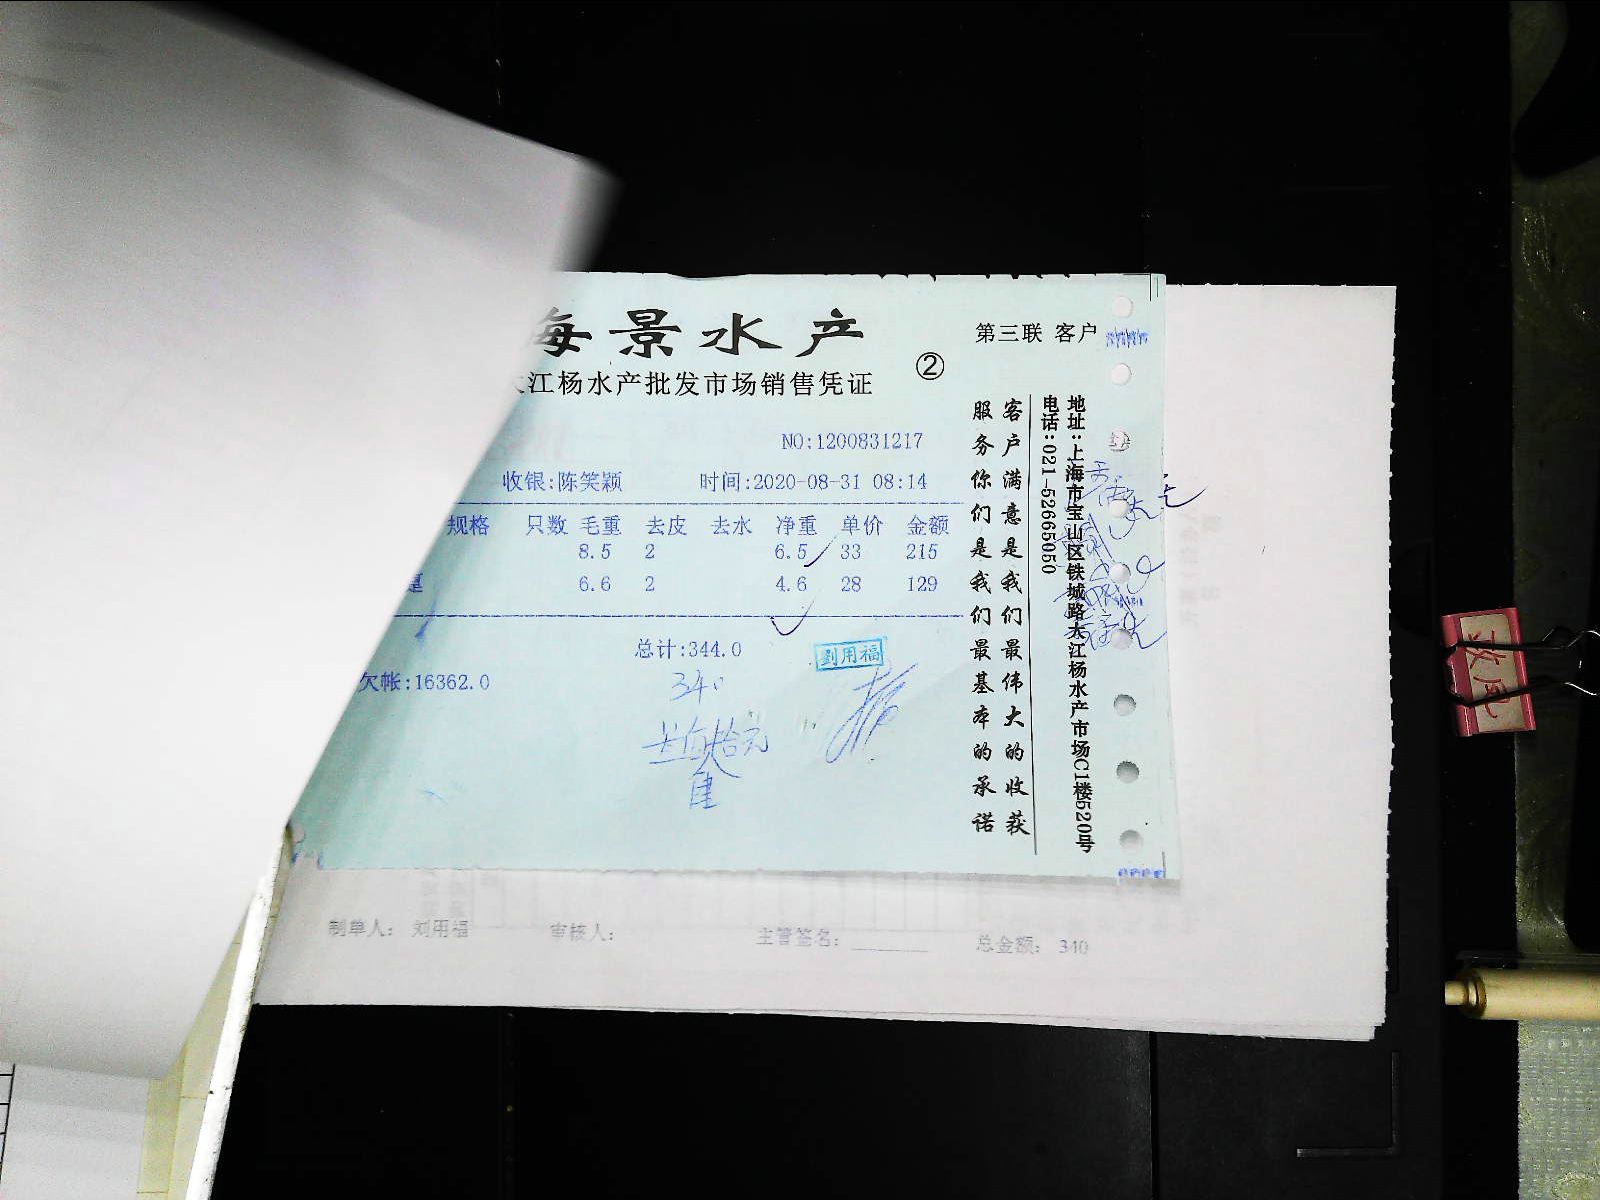 海景水产
第三联 客户
②
大江杨水产批发市场销售凭证
NO:1200831217
收银:陈笑颖 时间:2020-08-31 08:14
规格 只数 毛重 去皮 去水 净重 单价 金额
8.5 2 6.5 33 215
6.6 2 4.6 28 129
总计:344.0
刘用福
欠帐:16362.0
340
叁佰拾元
肆
客户满意是我们最伟大的收获
服务你们是我们最基本的承诺
地址:上海市宝山区铁城路大江杨水产市场C1楼520号
电话:021-52665050
制单人: 刘用福 审核人: 主管签名: 总金额: 340